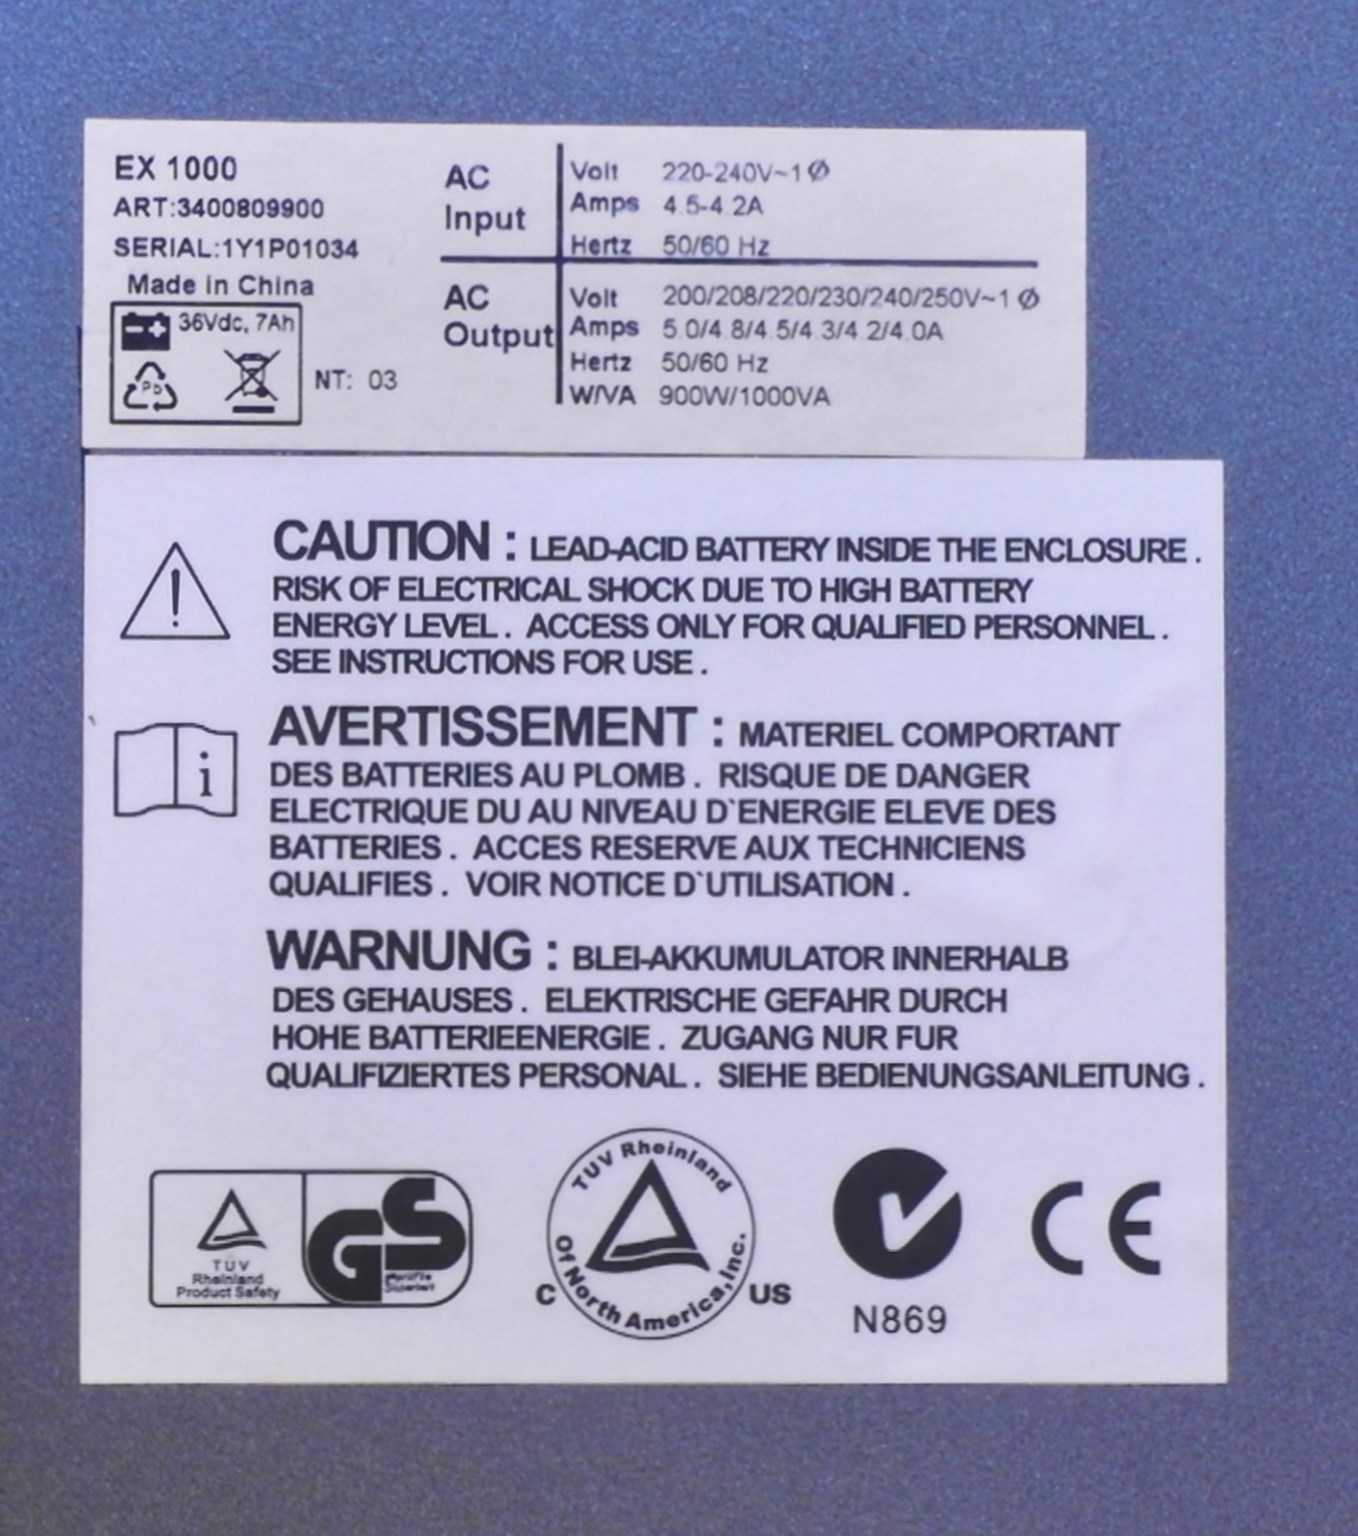 EX 1000
ART:3400809900
SERIAL:1Y1P01034
Made in China
36Vdc, 7Ah
Pb
NT: 03
AC Input
Volt 220-240V~1Ø
Amps 4.5-4.2A
Hertz 50/60 Hz
AC Output
Volt 200/208/220/230/240/250V~1Ø
Amps 5.0/4.8/4.5/4.3/4.2/4.0A
Hertz 50/60 Hz
W/VA 900W/1000VA
CAUTION : LEAD-ACID BATTERY INSIDE THE ENCLOSURE .
RISK OF ELECTRICAL SHOCK DUE TO HIGH BATTERY
ENERGY LEVEL . ACCESS ONLY FOR QUALIFIED PERSONNEL .
SEE INSTRUCTIONS FOR USE .
i
AVERTISSEMENT : MATERIEL COMPORTANT
DES BATTERIES AU PLOMB . RISQUE DE DANGER
ELECTRIQUE DU AU NIVEAU D`ENERGIE ELEVE DES
BATTERIES . ACCES RESERVE AUX TECHNICIENS
QUALIFIES . VOIR NOTICE D`UTILISATION .
WARNUNG : BLEI-AKKUMULATOR INNERHALB
DES GEHAUSES . ELEKTRISCHE GEFAHR DURCH
HOHE BATTERIEENERGIE . ZUGANG NUR FUR
QUALIFIZIERTES PERSONAL . SIEHE BEDIENUNGSANLEITUNG .
TÜV
Rheinland
Product Safety
GS
geprüfte
Sicherheit
TUV Rheinland
Of North America, Inc.
C US
N869
CE